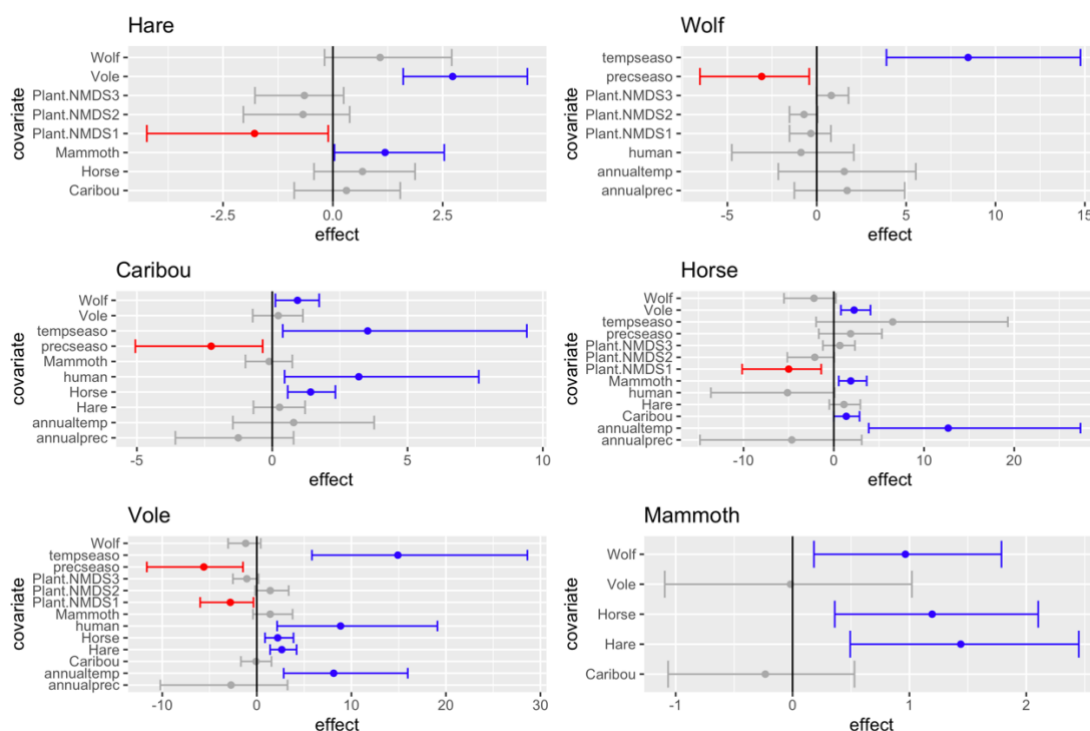 Hare
covariate
Wolf
Vole
Plant.NMDS3
Plant.NMDS2
Plant.NMDS1
Mammoth
Horse
Caribou
-2.5 0.0 2.5
effect
Wolf
covariate
tempseaso
precseaso
Plant.NMDS3
Plant.NMDS2
Plant.NMDS1
human
annualtemp
annualprec
-5 0 5 10 15
effect
Caribou
covariate
Wolf
Vole
tempseaso
precseaso
Mammoth
human
Horse
Hare
annualtemp
annualprec
-5 0 5 10
effect
Horse
covariate
Wolf
Vole
tempseaso
precseaso
Plant.NMDS3
Plant.NMDS2
Plant.NMDS1
Mammoth
human
Hare
Caribou
annualtemp
annualprec
-10 0 10 20
effect
Vole
covariate
Wolf
tempseaso
precseaso
Plant.NMDS3
Plant.NMDS2
Plant.NMDS1
Mammoth
human
Horse
Hare
Caribou
annualtemp
annualprec
-10 0 10 20 30
effect
Mammoth
covariate
Wolf
Vole
Horse
Hare
Caribou
-1 0 1 2
effect